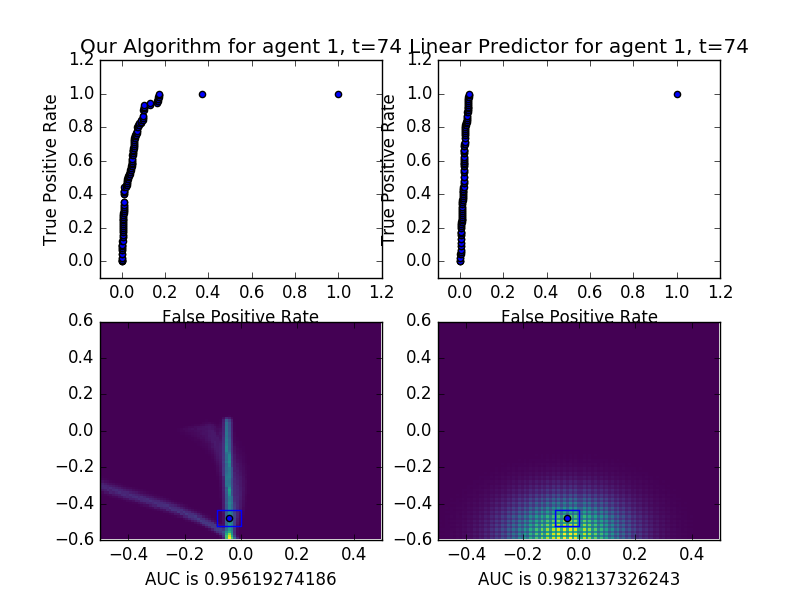 Our Algorithm for agent 1, t=74
1.2
1.0
0.8
0.6
0.4
0.2
0.0
True Positive Rate
0.0 0.2 0.4 0.6 0.8 1.0 1.2
False Positive Rate
Linear Predictor for agent 1, t=74
1.2
1.0
0.8
0.6
0.4
0.2
0.0
True Positive Rate
0.0 0.2 0.4 0.6 0.8 1.0 1.2
False Positive Rate
0.6
0.4
0.2
0.0
−0.2
−0.4
−0.6
−0.4 −0.2 0.0 0.2 0.4
AUC is 0.95619274186
0.6
0.4
0.2
0.0
−0.2
−0.4
−0.6
−0.4 −0.2 0.0 0.2 0.4
AUC is 0.982137326243